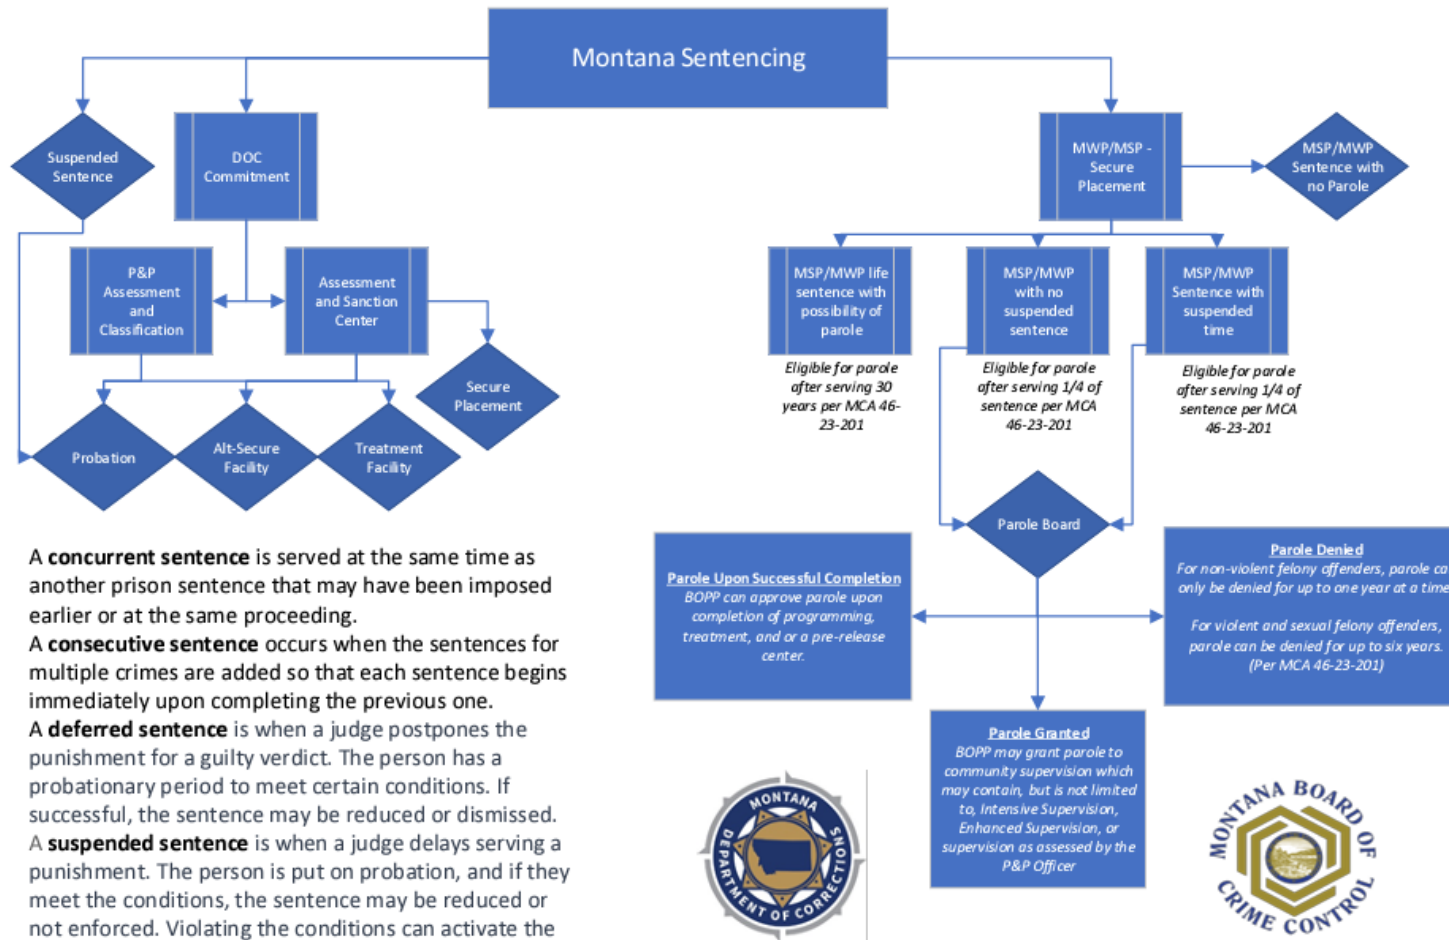 Montana Sentencing
Suspended
Sentence
DOC
Commitment
MWP/MSP -
Secure
Placement
MSP/MWP
Sentence with
no Parole
P&P
Assessment
and
Classification
Assessment
and Sanction
Center
Secure
Placement
Probation
Alt-Secure
Facility
Treatment
Facility
MSP/MWP life
sentence with
possibility of
parole
Eligible for parole
after serving 30
years per MCA 46-
23-201
MSP/MWP
with no
suspended
sentence
Eligible for parole
after serving 1/4 of
sentence per MCA
46-23-201
MSP/MWP
Sentence with
suspended
time
Eligible for parole
after serving 1/4 of
sentence per MCA
46-23-201
Parole Board
Parole Upon Successful Completion
BOPP can approve parole upon
completion of programming,
treatment, and or a pre-release
center.
Parole Denied
For non-violent felony offenders, parole ca
only be denied for up to one year at a time
For violent and sexual felony offenders,
parole can be denied for up to six years.
(Per MCA 46-23-201)
Parole Granted
BOPP may grant parole to
community supervision which
may contain, but is not limited
to, Intensive Supervision,
Enhanced Supervision, or
supervision as assessed by the
P&P Officer
A concurrent sentence is served at the same time as
another prison sentence that may have been imposed
earlier or at the same proceeding.
A consecutive sentence occurs when the sentences for
multiple crimes are added so that each sentence begins
immediately upon completing the previous one.
A deferred sentence is when a judge postpones the
punishment for a guilty verdict. The person has a
probationary period to meet certain conditions. If
successful, the sentence may be reduced or dismissed.
A suspended sentence is when a judge delays serving a
punishment. The person is put on probation, and if they
meet the conditions, the sentence may be reduced or
not enforced. Violating the conditions can activate the
MONTANA
DEPARTMENT OF CORRECTIONS
MONTANA BOARD OF
CRIME CONTROL